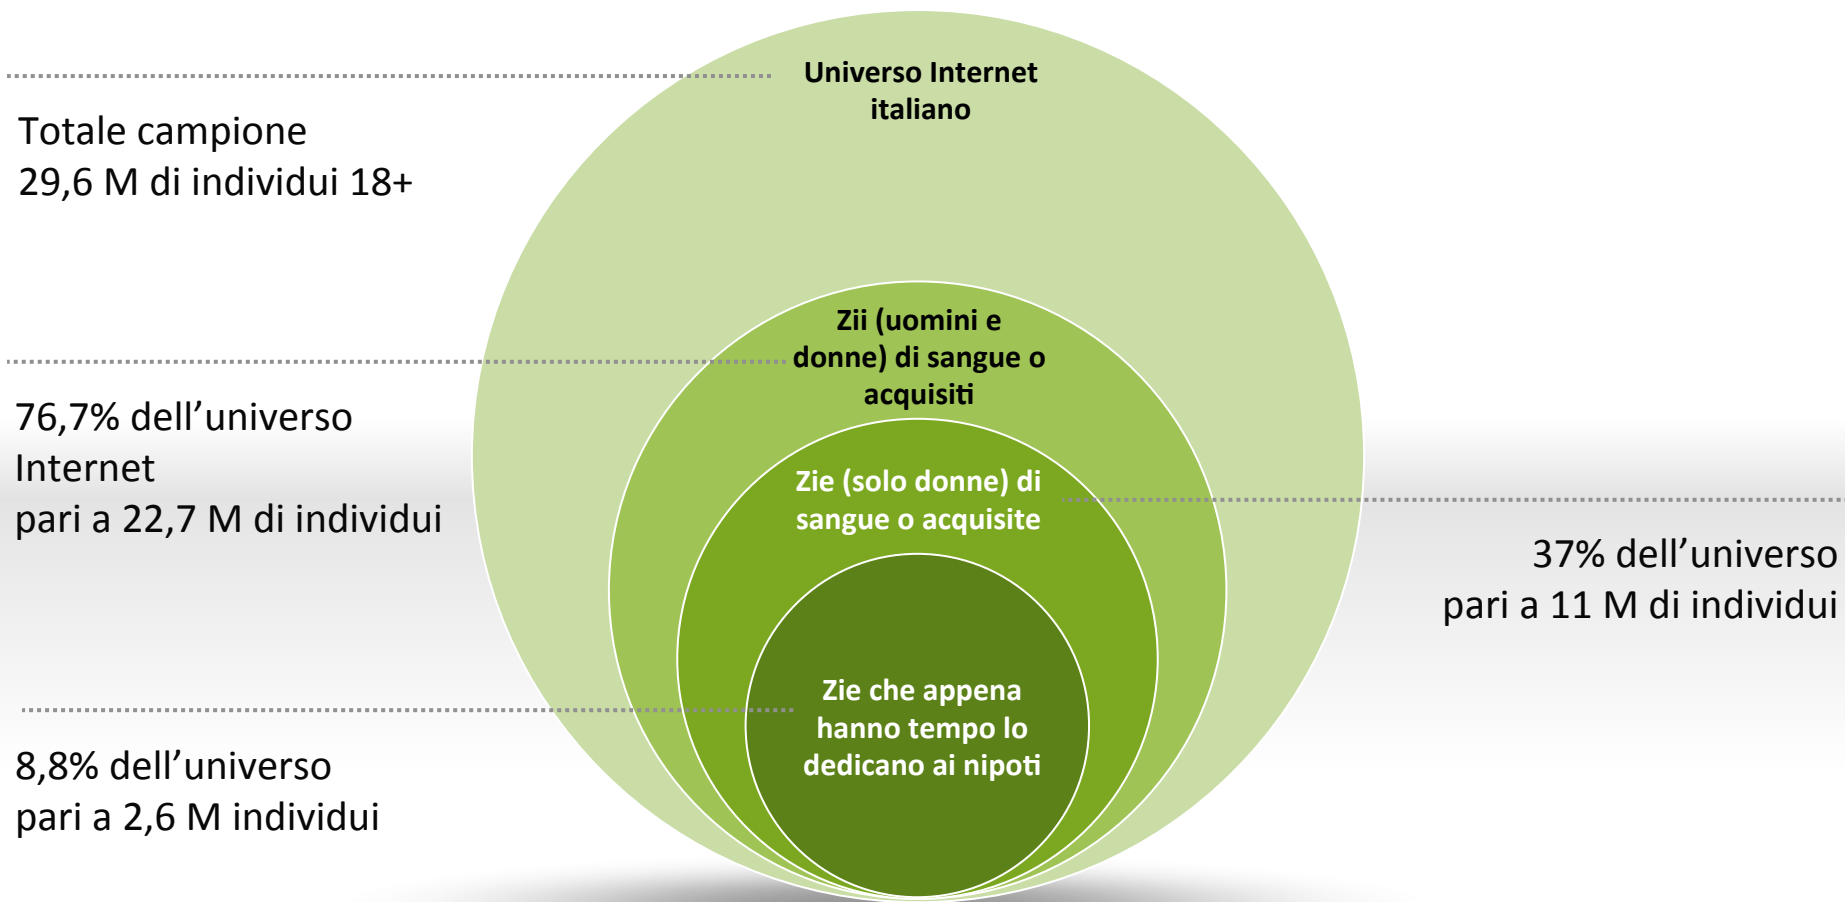 Universo Internet
italiano
Totale campione
29,6 M di individui 18+
Zii (uomini e
donne) di sangue o
acquisiti
76,7% dell’universo
Internet
pari a 22,7 M di individui
Zie (solo donne) di
sangue o acquisite
37% dell’universo
pari a 11 M di individui
Zie che appena
hanno tempo lo
dedicano ai nipoti
8,8% dell’universo
pari a 2,6 M individui